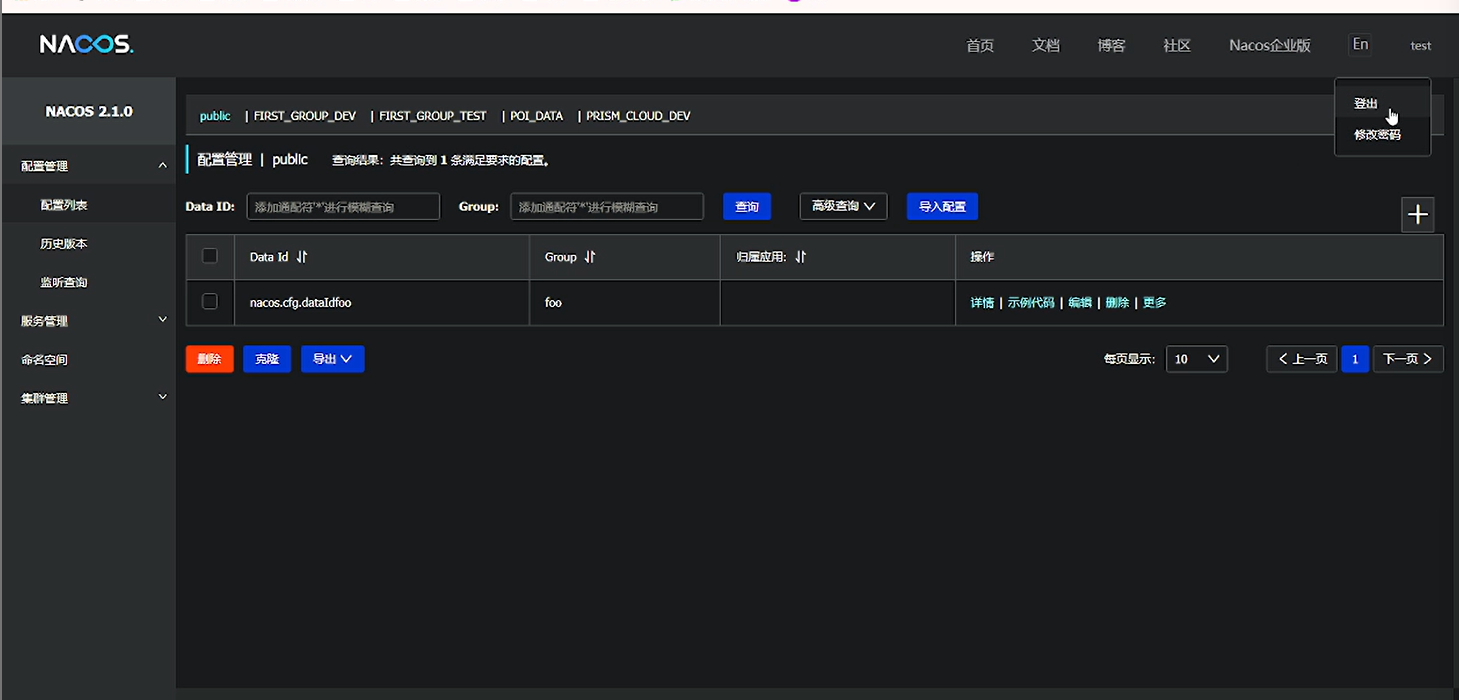 NACOS.
首页 文档 博客 社区 Nacos企业版 En test
登出
修改密码
NACOS 2.1.0
配置管理
配置列表
历史版本
监听查询
服务管理
命名空间
集群管理
public | FIRST_GROUP_DEV | FIRST_GROUP_TEST | POI_DATA | PRISM_CLOUD_DEV
配置管理 | public 查询结果：共查询到 1 条满足要求的配置。
Data ID: 添加通配符'*'进行模糊查询 Group: 添加通配符'*'进行模糊查询 查询 高级查询 导入配置
Data Id Group 归属应用: 操作
nacos.cfg.dataIdfoo foo 详情 | 示例代码 | 编辑 | 删除 | 更多
删除 克隆 导出 每页显示: 10 上一页 1 下一页